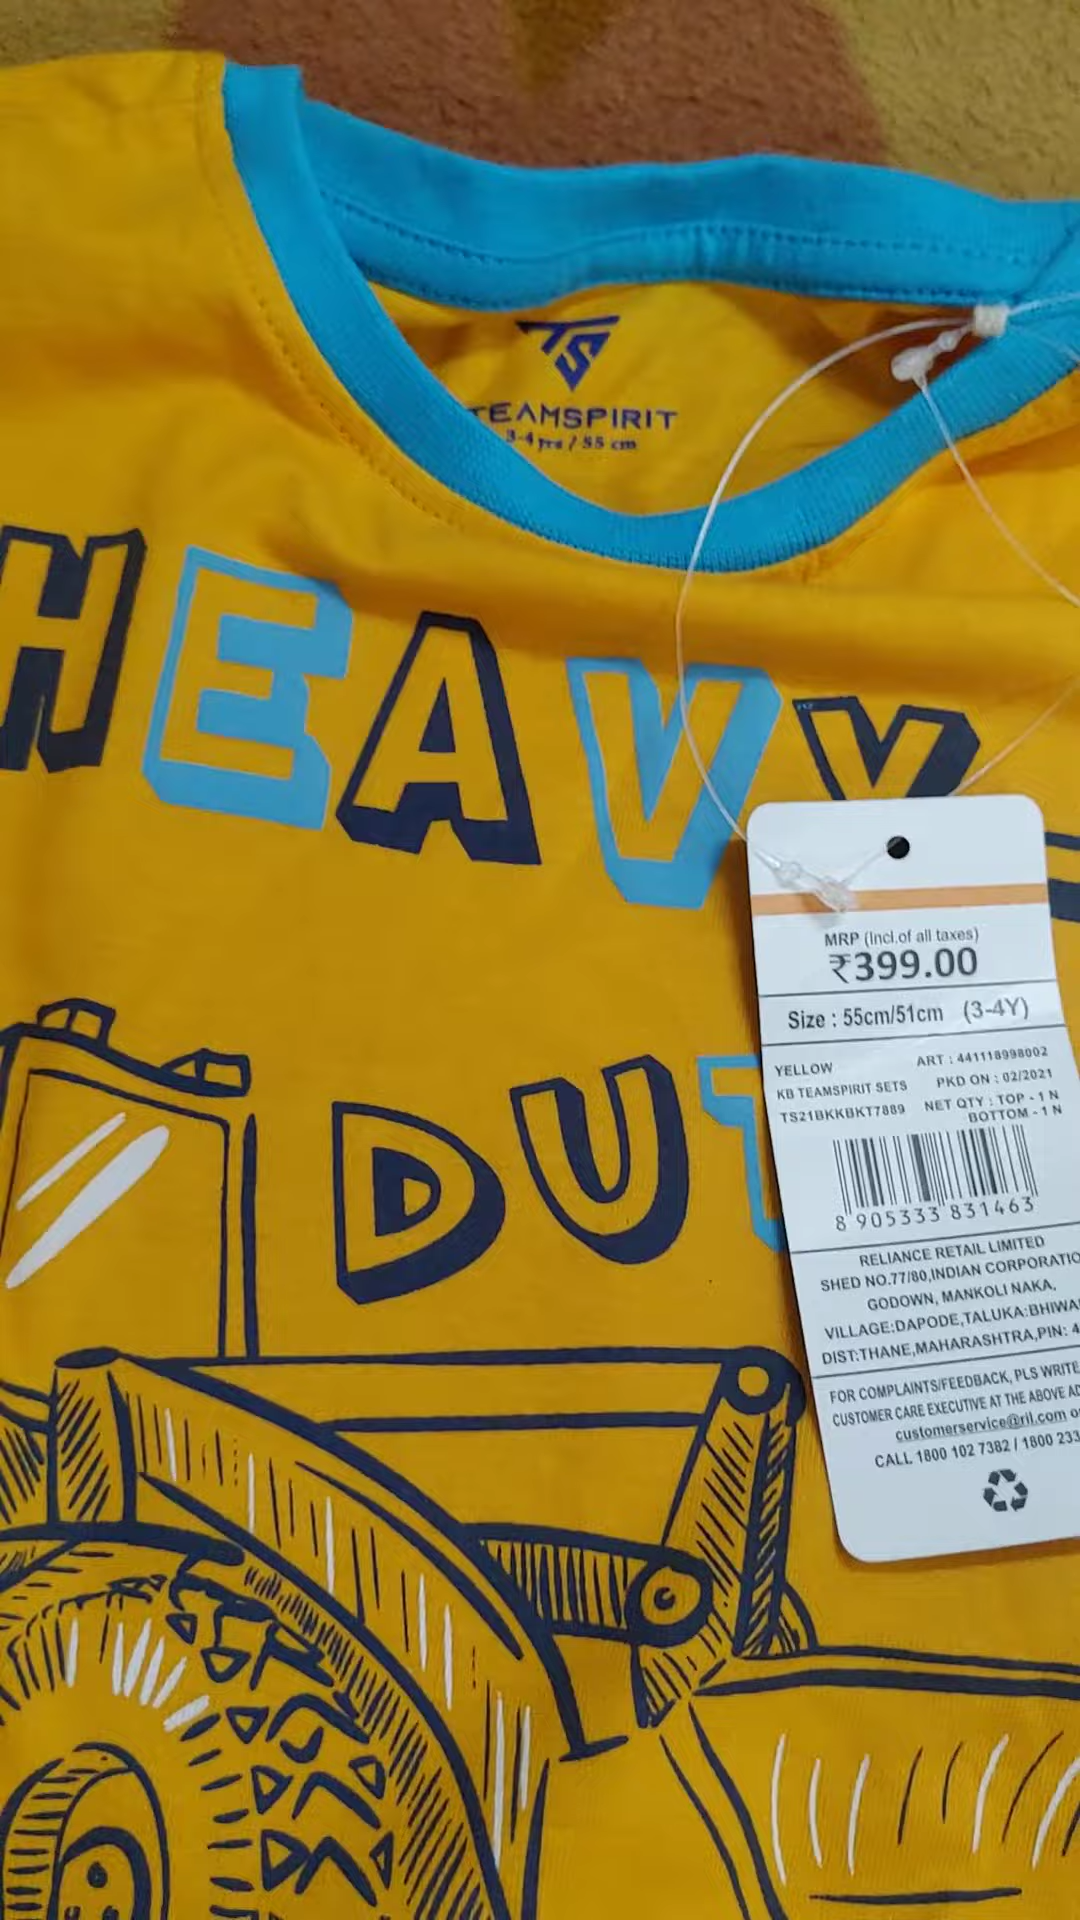 TS
TEAMSPIRIT
3-4 yrs / 55 cm
HEAVY
DUT
MRP (Incl.of all taxes)
₹399.00
Size : 55cm/51cm (3-4Y)
YELLOW ART : 441118998002
KB TEAMSPIRIT SETS PKD ON : 02/2021
TS21BKKBKT7889 NET QTY : TOP - 1 N
BOTTOM - 1 N
8 905333 831463
RELIANCE RETAIL LIMITED
SHED NO.77/80,INDIAN CORPORATIO
GODOWN, MANKOLI NAKA,
VILLAGE:DAPODE,TALUKA:BHIWA
DIST:THANE,MAHARASHTRA,PIN: 4
FOR COMPLAINTS/FEEDBACK, PLS WRITE
CUSTOMER CARE EXECUTIVE AT THE ABOVE AD
customerservice@ril.com o
CALL 1800 102 7382 / 1800 233